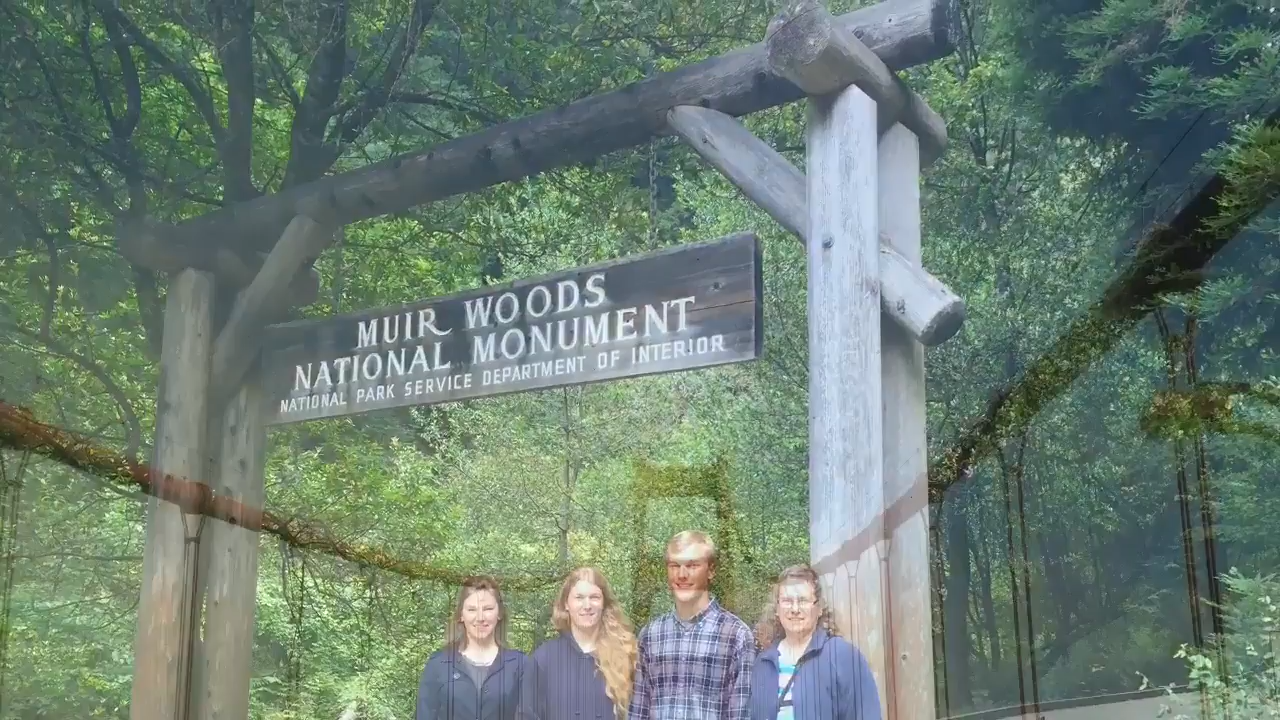 MUIR WOODS
NATIONAL MONUMENT
NATIONAL PARK SERVICE DEPARTMENT OF INTERIOR